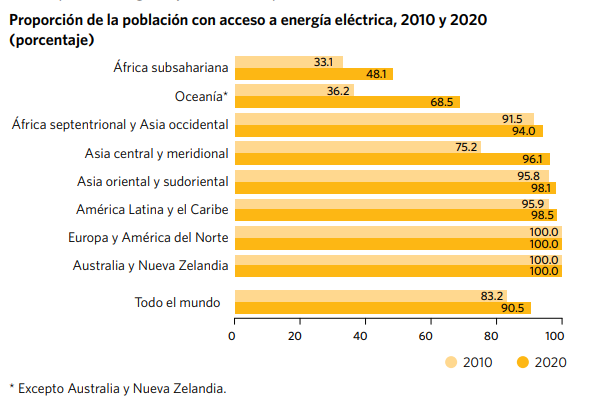 Proporción de la población con acceso a energía eléctrica, 2010 y 2020
(porcentaje)
África subsahariana 33.1 48.1
Oceanía* 36.2 68.5
África septentrional y Asia occidental 91.5 94.0
Asia central y meridional 75.2 96.1
Asia oriental y sudoriental 95.8 98.1
América Latina y el Caribe 95.9 98.5
Europa y América del Norte 100.0 100.0
Australia y Nueva Zelandia 100.0 100.0
Todo el mundo 83.2 90.5
0 20 40 60 80 100
2010 2020
* Excepto Australia y Nueva Zelandia.